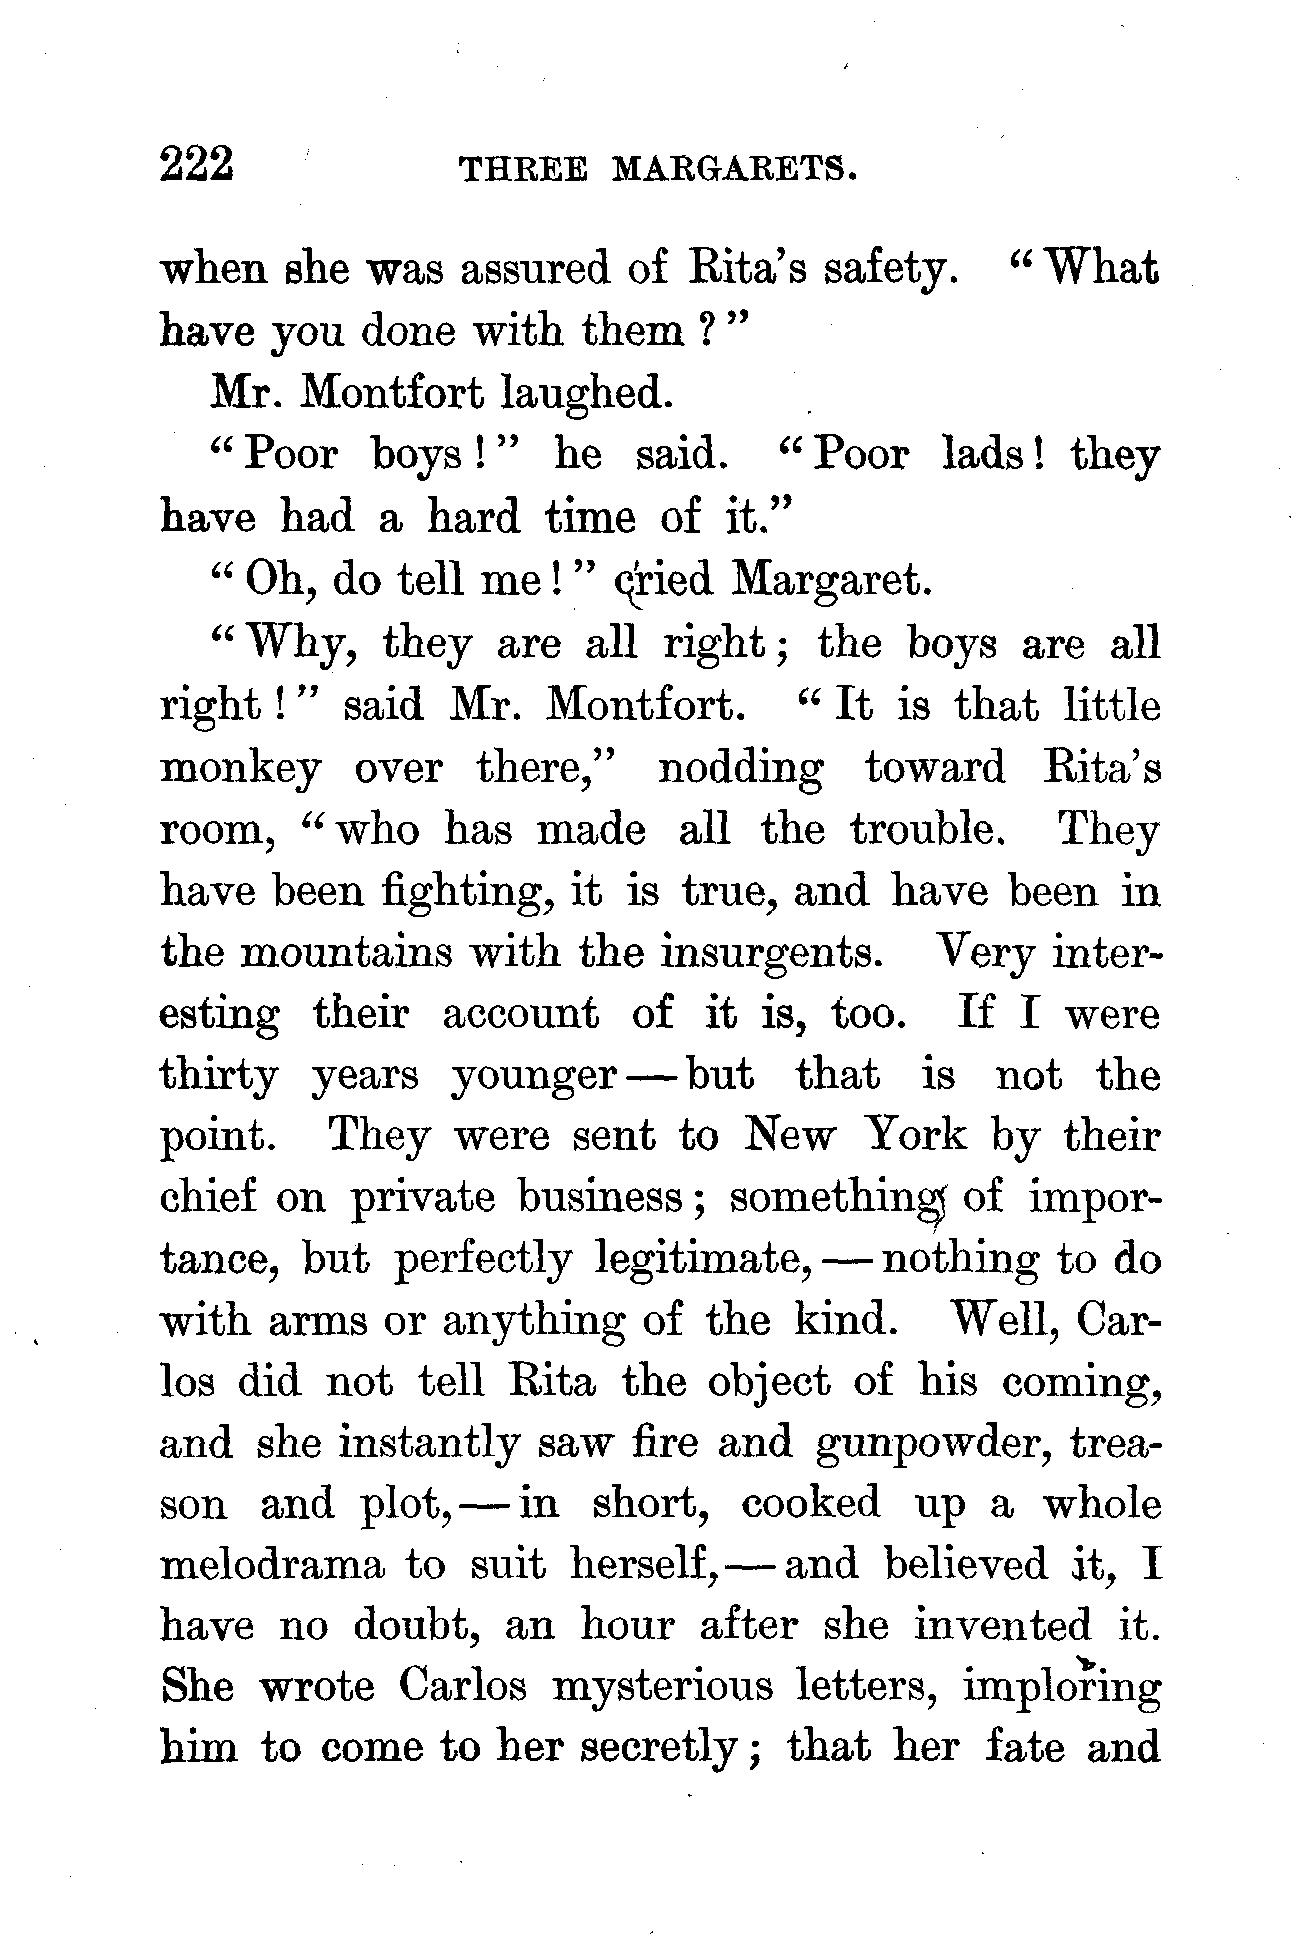 222 THREE MARGARETS.
when she was assured of Rita's safety. "What
have you done with them?"
Mr. Montfort laughed.
"Poor boys!" he said. "Poor lads! they
have had a hard time of it."
"Oh, do tell me!" cried Margaret.
"Why, they are all right; the boys are all
right!" said Mr. Montfort. "It is that little
monkey over there," nodding toward Rita's
room, "who has made all the trouble. They
have been fighting, it is true, and have been in
the mountains with the insurgents. Very inter-
esting their account of it is, too. If I were
thirty years younger — but that is not the
point. They were sent to New York by their
chief on private business; something of impor-
tance, but perfectly legitimate, — nothing to do
with arms or anything of the kind. Well, Car-
los did not tell Rita the object of his coming,
and she instantly saw fire and gunpowder, trea-
son and plot, — in short, cooked up a whole
melodrama to suit herself, — and believed it, I
have no doubt, an hour after she invented it.
She wrote Carlos mysterious letters, imploring
him to come to her secretly; that her fate and